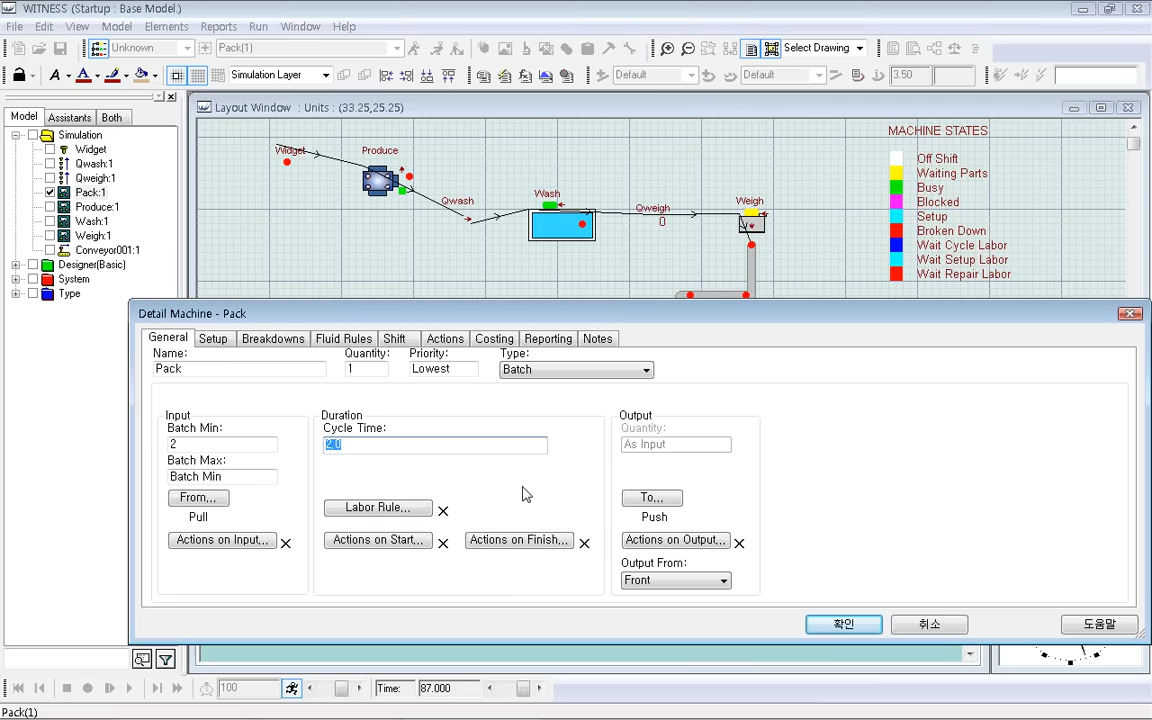 WITNESS (Startup : Base Model.)
File Edit View Model Elements Reports Run Window Help
Unknown Pack(1) Select Drawing
Simulation Layer Default Default 3.50
Model Assistants Both
Simulation
Widget
Qwash:1
Qweigh:1
Pack:1
Produce:1
Wash:1
Weigh:1
Conveyor001:1
Designer(Basic)
System
Type
Layout Window : Units : (33.25,25.25)
Widget
Produce
Qwash
Wash
Qweigh
0
Weigh
MACHINE STATES
Off Shift
Waiting Parts
Busy
Blocked
Setup
Broken Down
Wait Cycle Labor
Wait Setup Labor
Wait Repair Labor
Detail Machine - Pack
General Setup Breakdowns Fluid Rules Shift Actions Costing Reporting Notes
Name: Quantity: Priority: Type:
Pack 1 Lowest Batch
Input
Batch Min:
2
Batch Max:
Batch Min
From...
Pull
Actions on Input...
Duration
Cycle Time:
2.0
Labor Rule...
Actions on Start... Actions on Finish...
Output
Quantity:
As Input
To...
Push
Actions on Output...
Output From:
Front
확인 취소 도움말
100 Time: 87.000
Pack(1)